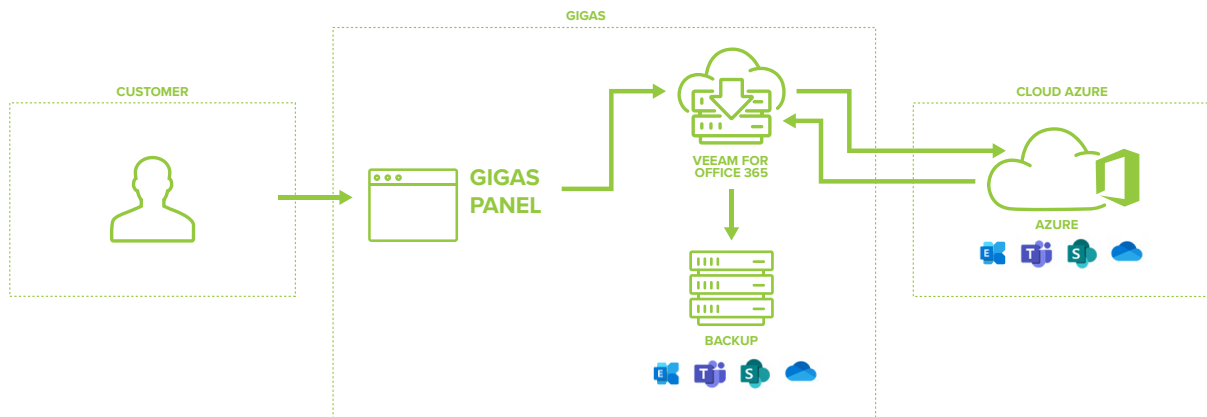 GIGAS
CUSTOMER
CLOUD AZURE
VEEAM FOR
OFFICE 365
GIGAS
PANEL
AZURE
E
T
S
BACKUP
E
T
S